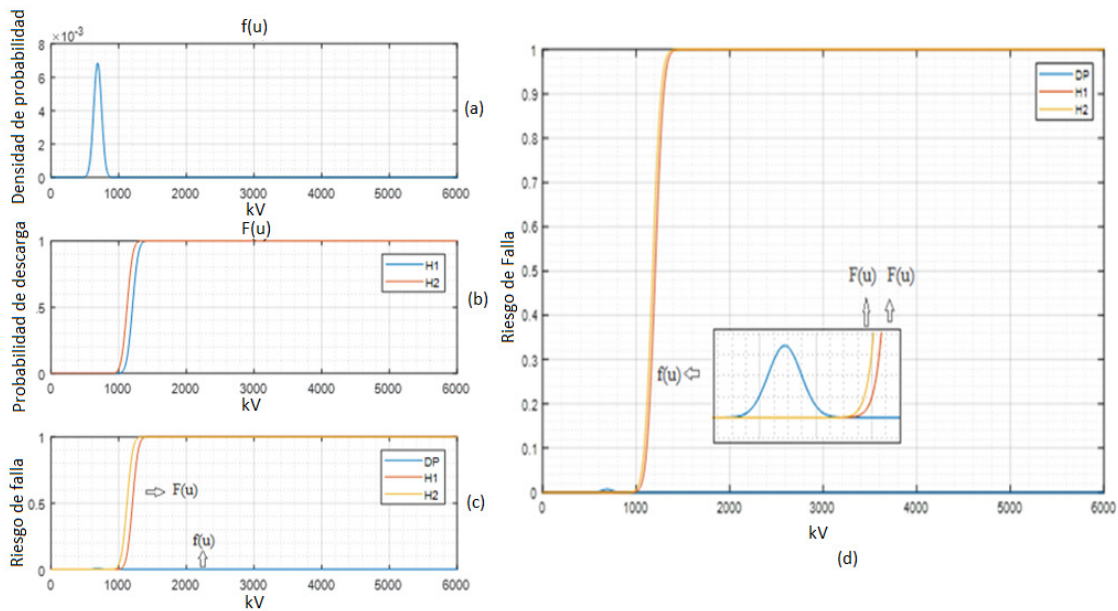 f(u)
×10⁻³
Densidad de probabilidad
8
6
4
2
0
0 1000 2000 3000 4000 5000 6000
kV
(a)
F(u)
Probabilidad de descarga
1
.5
0
H1
H2
0 1000 2000 3000 4000 5000 6000
kV
(b)
Riesgo de falla
1
0.5
0
F(u)
f(u)
DP
H1
H2
0 1000 2000 3000 4000 5000 6000
kV
(c)
Riesgo de Falla
1
0.9
0.8
0.7
0.6
0.5
0.4
0.3
0.2
0.1
0
DP
H1
H2
F(u) F(u)
f(u)
0 1000 2000 3000 4000 5000 6000
kV
(d)